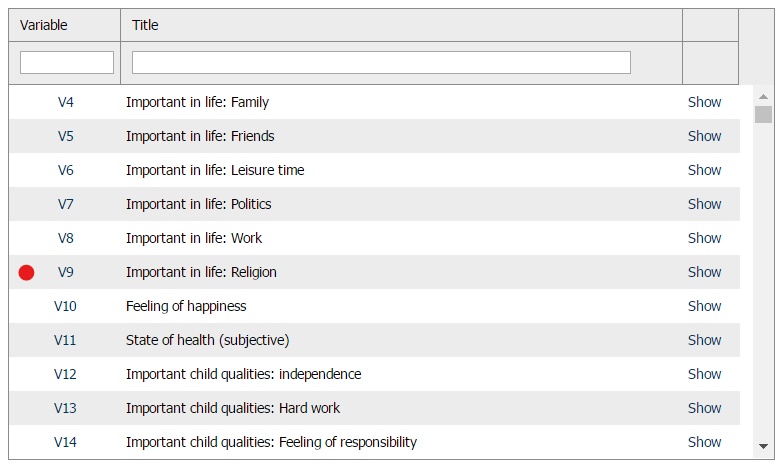 Variable Title
V4 Important in life: Family Show
V5 Important in life: Friends Show
V6 Important in life: Leisure time Show
V7 Important in life: Politics Show
V8 Important in life: Work Show
V9 Important in life: Religion Show
V10 Feeling of happiness Show
V11 State of health (subjective) Show
V12 Important child qualities: independence Show
V13 Important child qualities: Hard work Show
V14 Important child qualities: Feeling of responsibility Show